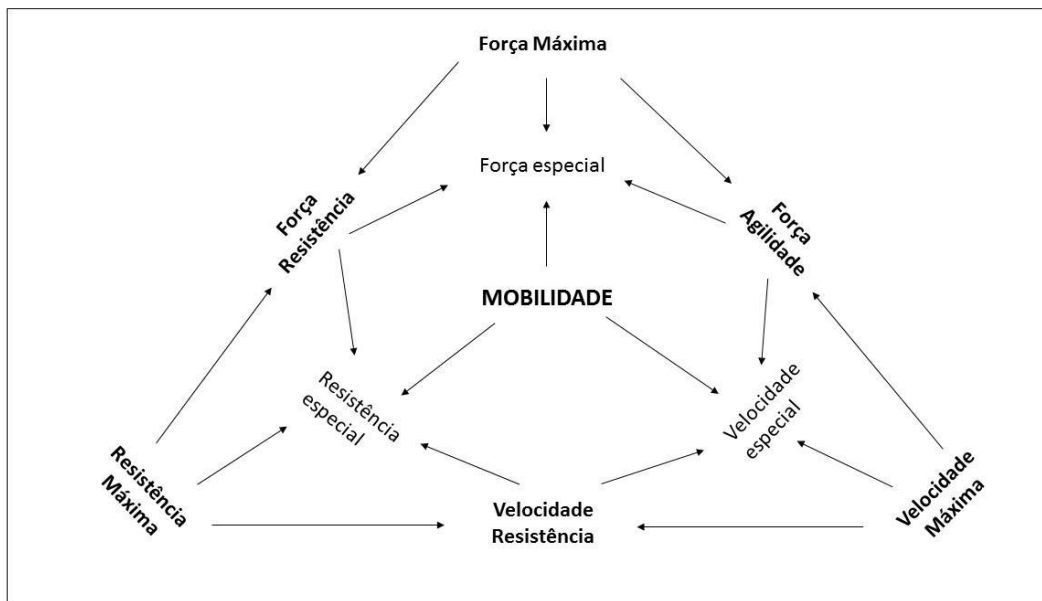 Força Máxima
Força especial
Força
Resistência
Força
Agilidade
MOBILIDADE
Resistência
especial
Velocidade
especial
Resistência
Máxima
Velocidade
Resistência
Velocidade
Máxima